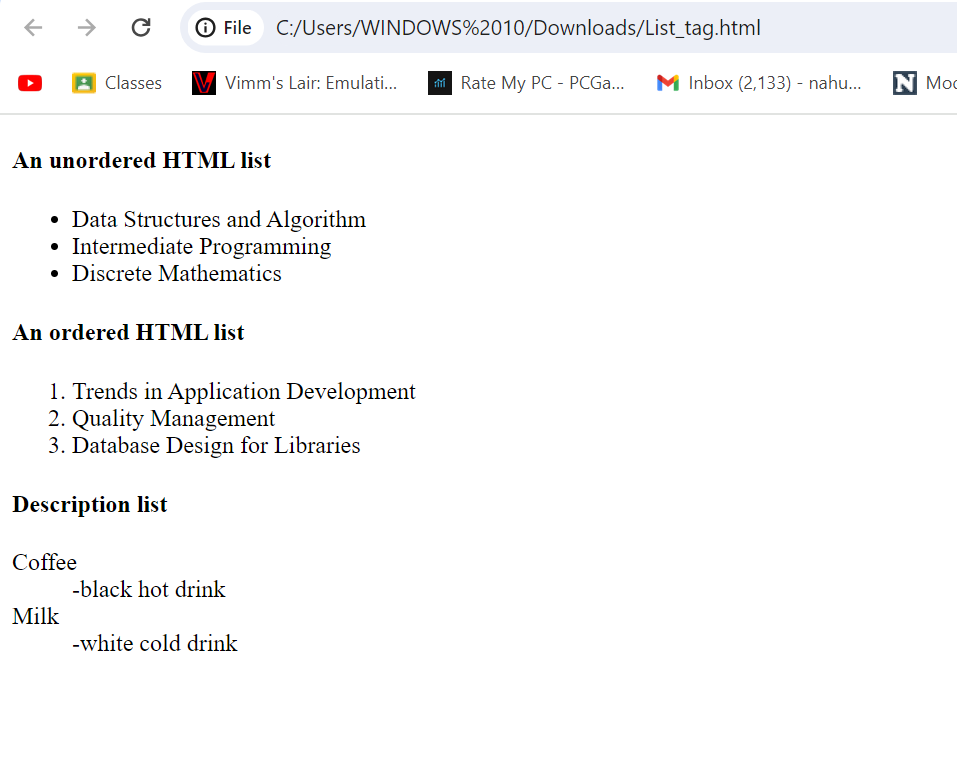 File C:/Users/WINDOWS%2010/Downloads/List_tag.html
Classes Vimm's Lair: Emulati... Rate My PC - PCGa... Inbox (2,133) - nahu... N Moc
An unordered HTML list
• Data Structures and Algorithm
• Intermediate Programming
• Discrete Mathematics
An ordered HTML list
1. Trends in Application Development
2. Quality Management
3. Database Design for Libraries
Description list
Coffee
-black hot drink
Milk
-white cold drink